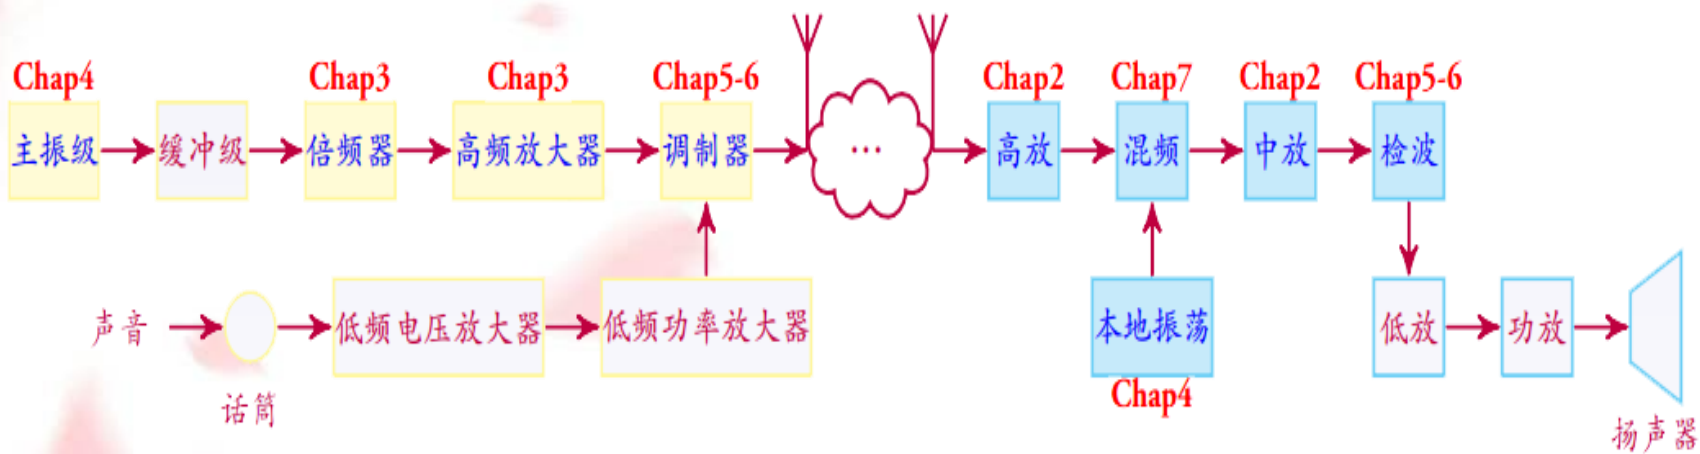 Chap4 Chap3 Chap3 Chap5-6 Chap2 Chap7 Chap2 Chap5-6
主振级 缓冲级 倍频器 高频放大器 调制器 ... 高放 混频 中放 检波
声音 低频电压放大器 低频功率放大器 本地振荡 低放 功放
话筒 Chap4 扬声器